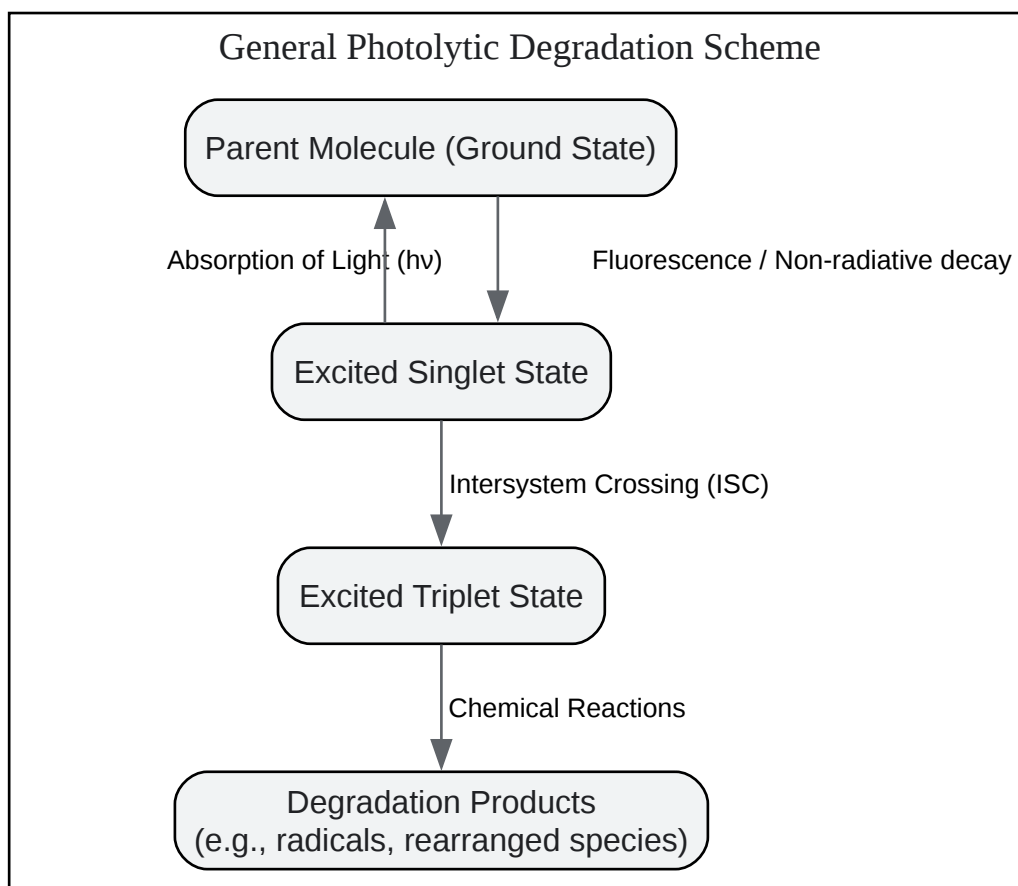 General Photolytic Degradation Scheme
Parent Molecule (Ground State)
Absorption of Light (hν)
Fluorescence / Non-radiative decay
Excited Singlet State
Intersystem Crossing (ISC)
Excited Triplet State
Chemical Reactions
Degradation Products
(e.g., radicals, rearranged species)